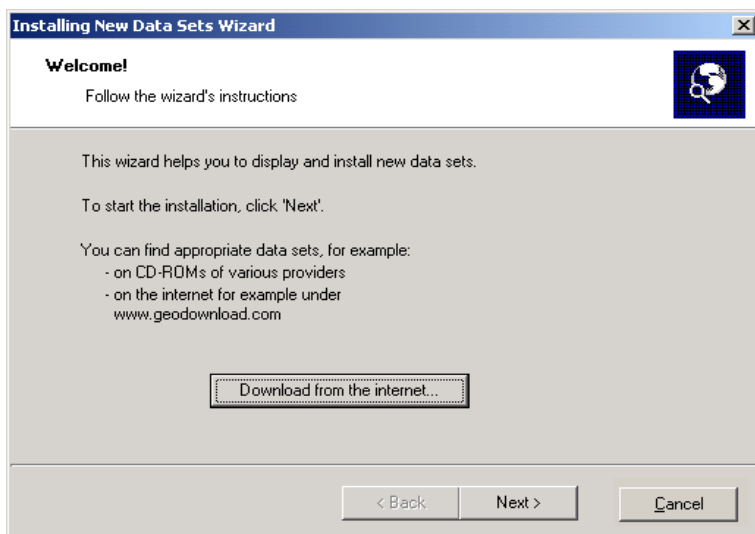 Installing New Data Sets Wizard
Welcome!
Follow the wizard's instructions
This wizard helps you to display and install new data sets.
To start the installation, click 'Next'.
You can find appropriate data sets, for example:
- on CD-ROMs of various providers
- on the internet for example under
www.geodownload.com
Download from the internet...
< Back
Next >
Cancel